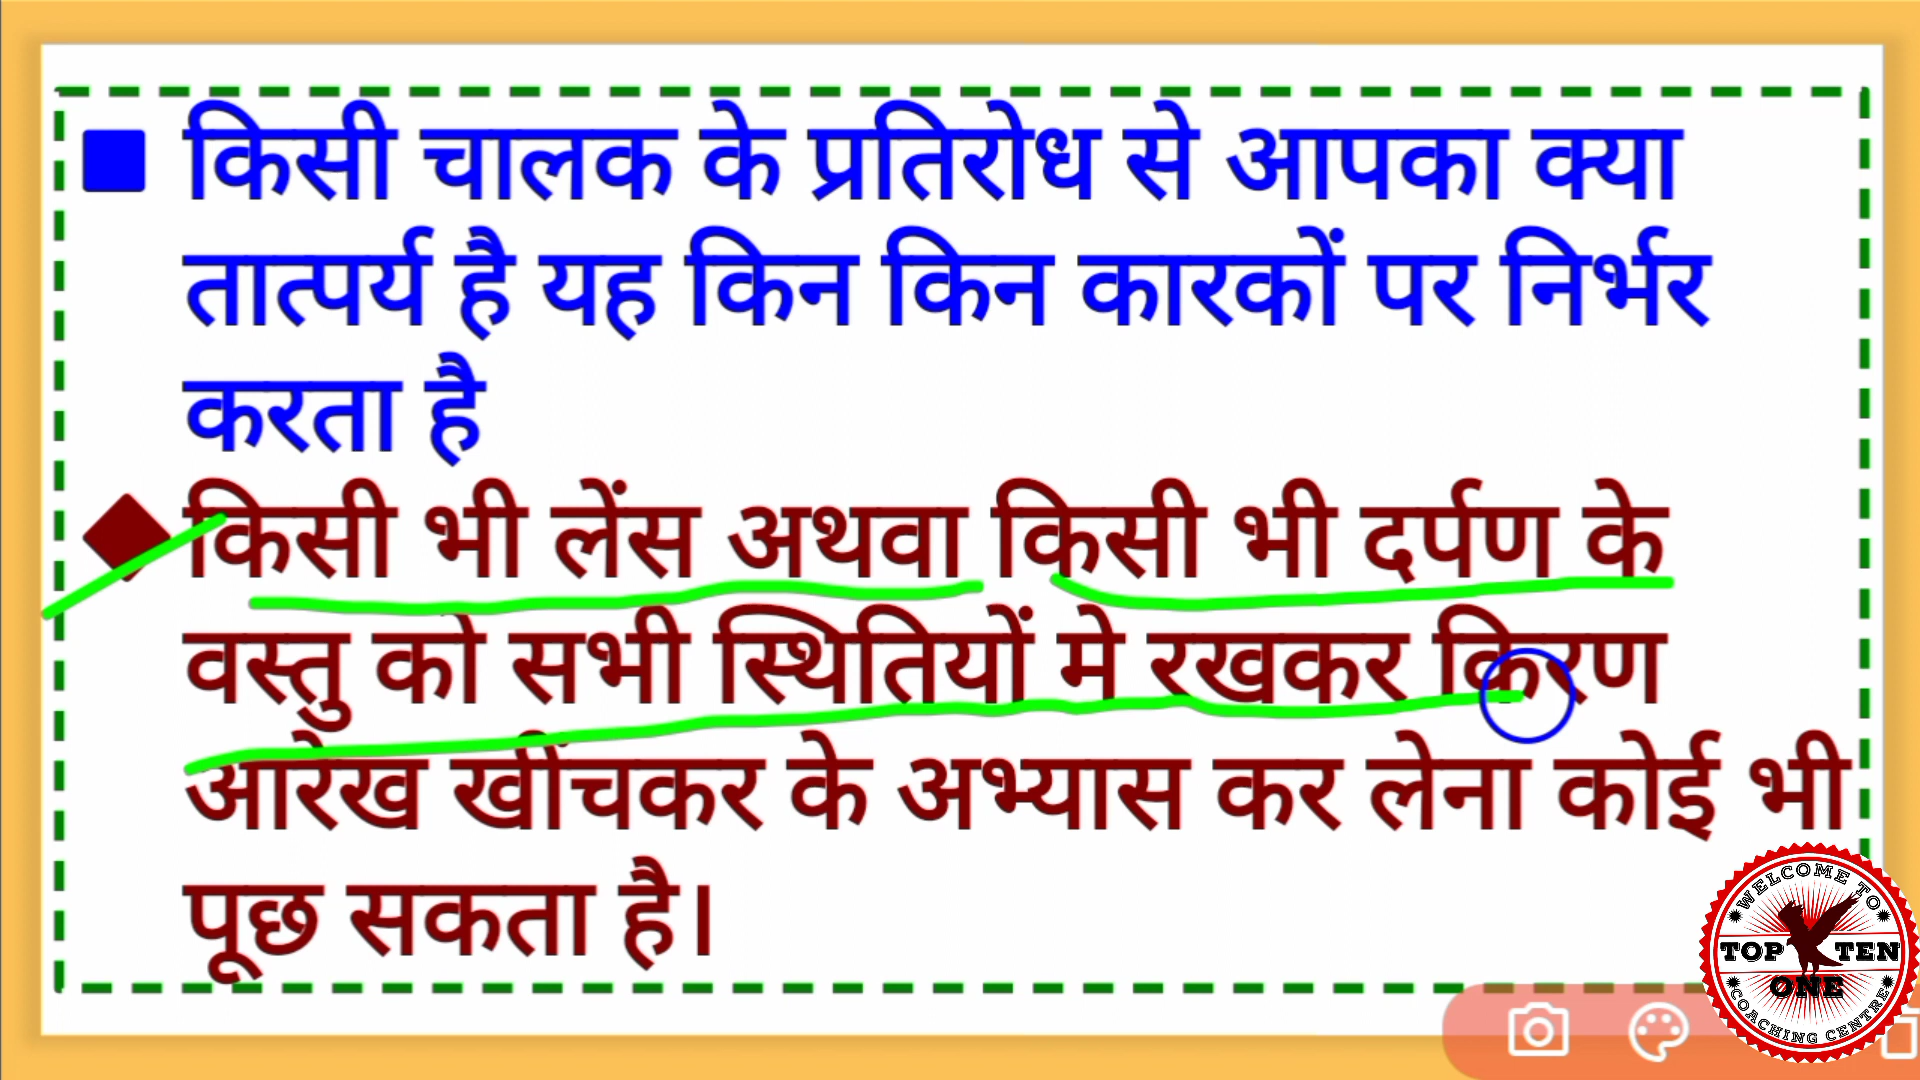 किसी चालक के प्रतिरोध से आपका क्या
तात्पर्य है यह किन किन कारकों पर निर्भर
करता है
किसी भी लेंस अथवा किसी भी दर्पण के
वस्तु को सभी स्थितियों मे रखकर किरण
आरेख खींचकर के अभ्यास कर लेना कोई भी
पूछ सकता है।
WELCOME TO
TOP TEN
ONE
COACHING CENTRE